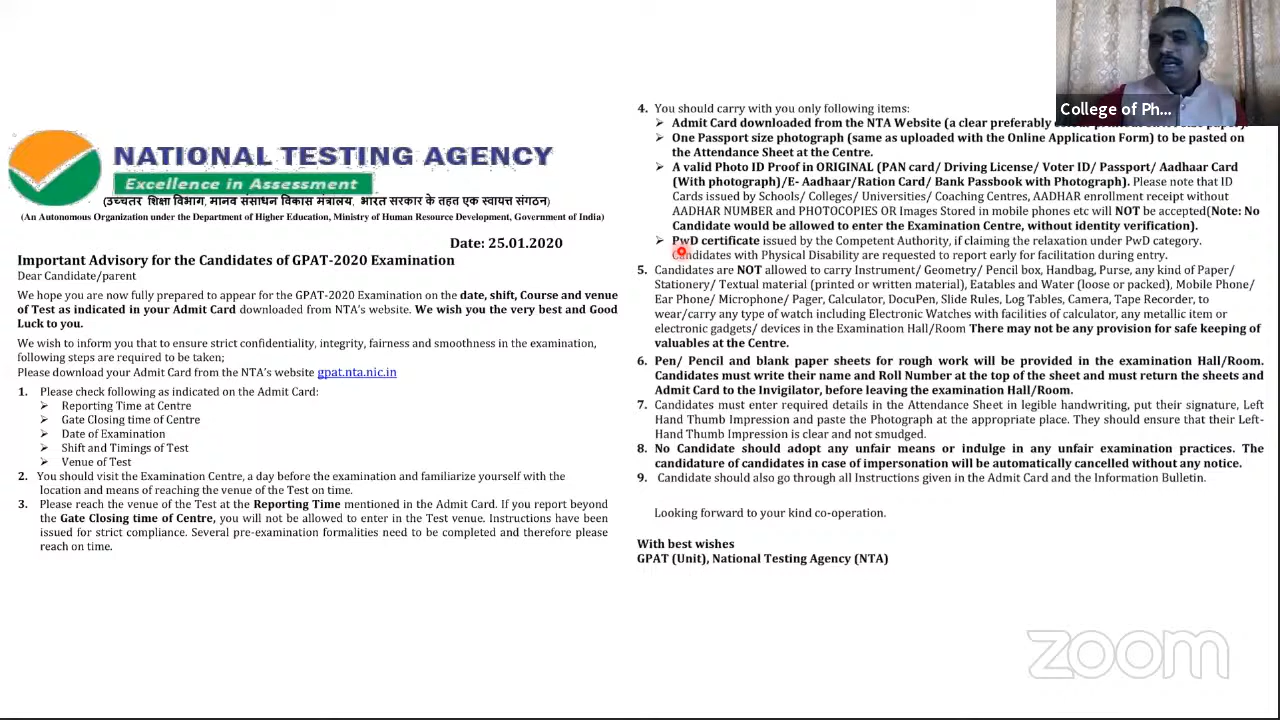 NATIONAL TESTING AGENCY
Excellence in Assessment
(उच्चतर शिक्षा विभाग, मानव संसाधन विकास मंत्रालय, भारत सरकार के तहत एक स्वायत्त संगठन)
(An Autonomous Organization under the Department of Higher Education, Ministry of Human Resource Development, Government of India)
Date: 25.01.2020
Important Advisory for the Candidates of GPAT-2020 Examination
Dear Candidate/parent
We hope you are now fully prepared to appear for the GPAT-2020 Examination on the date, shift, Course and venue
of Test as indicated in your Admit Card downloaded from NTA's website. We wish you the very best and Good
Luck to you.
We wish to inform you that to ensure strict confidentiality, integrity, fairness and smoothness in the examination,
following steps are required to be taken;
Please download your Admit Card from the NTA's website gpat.nta.nic.in
1. Please check following as indicated on the Admit Card:
➢ Reporting Time at Centre
➢ Gate Closing time of Centre
➢ Date of Examination
➢ Shift and Timings of Test
➢ Venue of Test
2. You should visit the Examination Centre, a day before the examination and familiarize yourself with the
location and means of reaching the venue of the Test on time.
3. Please reach the venue of the Test at the Reporting Time mentioned in the Admit Card. If you report beyond
the Gate Closing time of Centre, you will not be allowed to enter in the Test venue. Instructions have been
issued for strict compliance. Several pre-examination formalities need to be completed and therefore please
reach on time.
4. You should carry with you only following items:
➢ Admit Card downloaded from the NTA Website (a clear preferably
➢ One Passport size photograph (same as uploaded with the Online Application Form) to be pasted on
the Attendance Sheet at the Centre.
➢ A valid Photo ID Proof in ORIGINAL (PAN card/ Driving License/ Voter ID/ Passport/ Aadhaar Card
(With photograph)/E- Aadhaar/Ration Card/ Bank Passbook with Photograph). Please note that ID
Cards issued by Schools/ Colleges/ Universities/ Coaching Centres, AADHAR enrollment receipt without
AADHAR NUMBER and PHOTOCOPIES OR Images Stored in mobile phones etc will NOT be accepted(Note: No
Candidate would be allowed to enter the Examination Centre, without identity verification).
➢ PwD certificate issued by the Competent Authority, if claiming the relaxation under PwD category.
Candidates with Physical Disability are requested to report early for facilitation during entry.
5. Candidates are NOT allowed to carry Instrument/ Geometry/ Pencil box, Handbag, Purse, any kind of Paper/
Stationery/ Textual material (printed or written material), Eatables and Water (loose or packed), Mobile Phone/
Ear Phone/ Microphone/ Pager, Calculator, DocuPen, Slide Rules, Log Tables, Camera, Tape Recorder, to
wear/carry any type of watch including Electronic Watches with facilities of calculator, any metallic item or
electronic gadgets/ devices in the Examination Hall/Room There may not be any provision for safe keeping of
valuables at the Centre.
6. Pen/ Pencil and blank paper sheets for rough work will be provided in the examination Hall/Room.
Candidates must write their name and Roll Number at the top of the sheet and must return the sheets and
Admit Card to the Invigilator, before leaving the examination Hall/Room.
7. Candidates must enter required details in the Attendance Sheet in legible handwriting, put their signature, Left
Hand Thumb Impression and paste the Photograph at the appropriate place. They should ensure that their Left-
Hand Thumb Impression is clear and not smudged.
8. No Candidate should adopt any unfair means or indulge in any unfair examination practices. The
candidature of candidates in case of impersonation will be automatically cancelled without any notice.
9. Candidate should also go through all Instructions given in the Admit Card and the Information Bulletin.
Looking forward to your kind co-operation.
With best wishes
GPAT (Unit), National Testing Agency (NTA)
College of Ph...
zoom